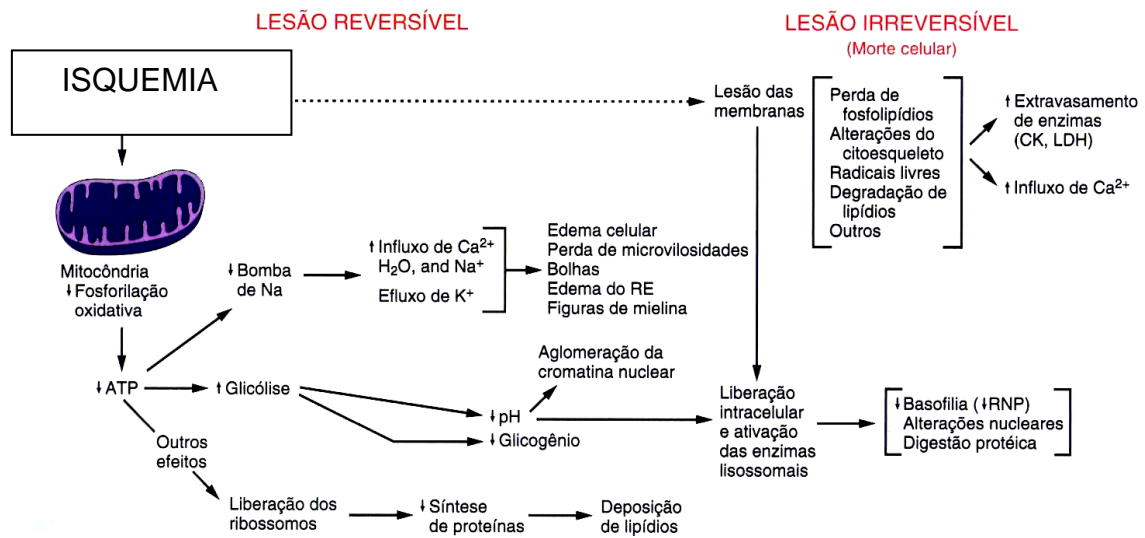 LESÃO REVERSÍVEL
LESÃO IRREVERSÍVEL
(Morte celular)
ISQUEMIA
Lesão das
membranas
Perda de
fosfolipídios
Alterações do
citoesqueleto
Radicais livres
Degradação de
lipídios
Outros
↑ Extravasamento
de enzimas
(CK, LDH)
↑ Influxo de Ca²⁺
Mitocôndria
↓ Fosforilação
oxidativa
↓ Bomba
de Na
↑ Influxo de Ca²⁺
H₂O, and Na⁺
Efluxo de K⁺
Edema celular
Perda de microvilosidades
Bolhas
Edema do RE
Figuras de mielina
↓ ATP
↑ Glicólise
Aglomeração da
cromatina nuclear
↓ pH
↓ Glicogênio
Liberação
intracelular
e ativação
das enzimas
lisossomais
↓ Basofilia (↓RNP)
Alterações nucleares
Digestão protéica
Outros
efeitos
Liberação dos
ribossomos
↓ Síntese
de proteínas
Deposição
de lipídios